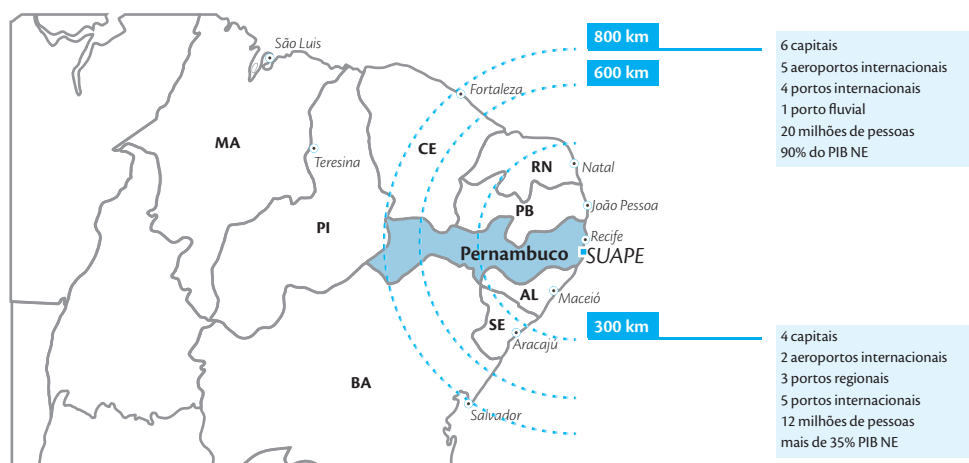 800 km
6 capitais
São Luis
5 aeroportos internacionais
600 km
4 portos internacionais
Fortaleza
1 porto fluvial
20 milhões de pessoas
90% do PIB NE
MA
CE
Teresina
RN
Natal
PB
João Pessoa
PI
Recife
Pernambuco
SUAPE
AL
Maceió
SE
300 km
Aracaju
4 capitais
2 aeroportos internacionais
3 portos regionais
BA
5 portos internacionais
Salvador
12 milhões de pessoas
mais de 35% PIB NE